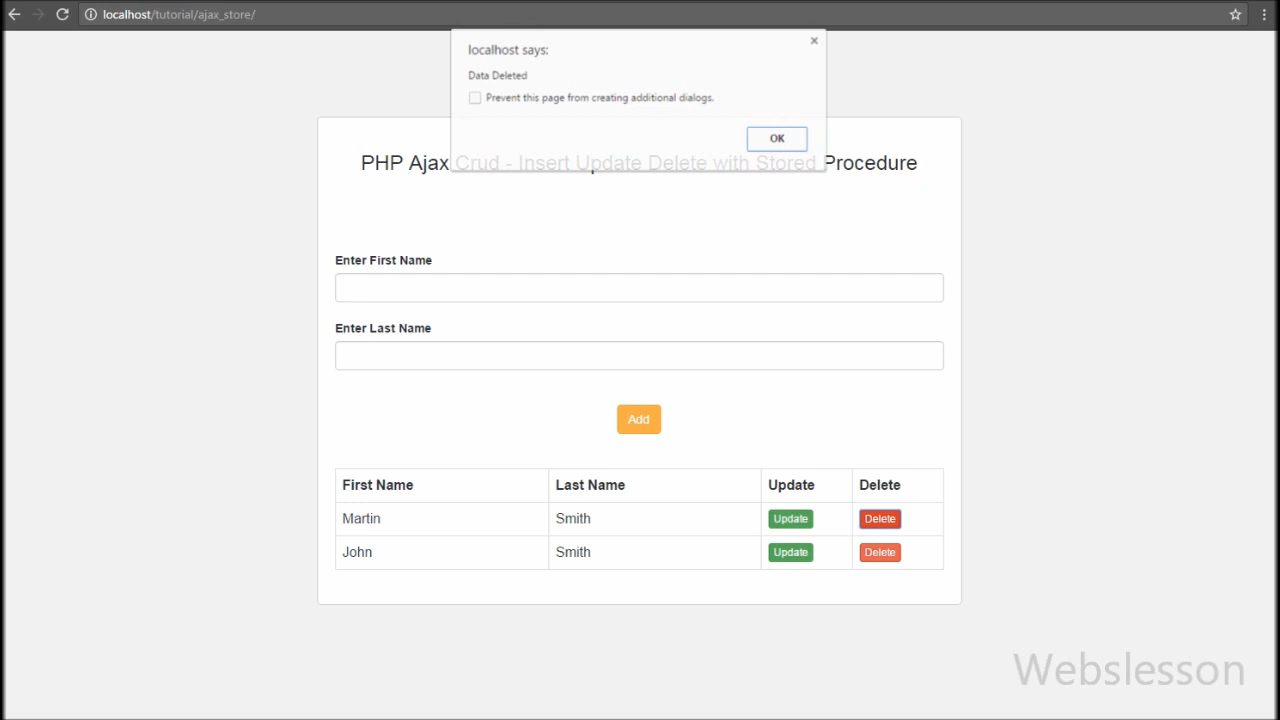 localhost/tutorial/ajax_store/
localhost says:
Data Deleted
Prevent this page from creating additional dialogs.
OK
PHP Ajax Crud - Insert Update Delete with Stored Procedure
Enter First Name
Enter Last Name
Add
First Name Last Name Update Delete
Martin Smith Update Delete
John Smith Update Delete
Webslesson